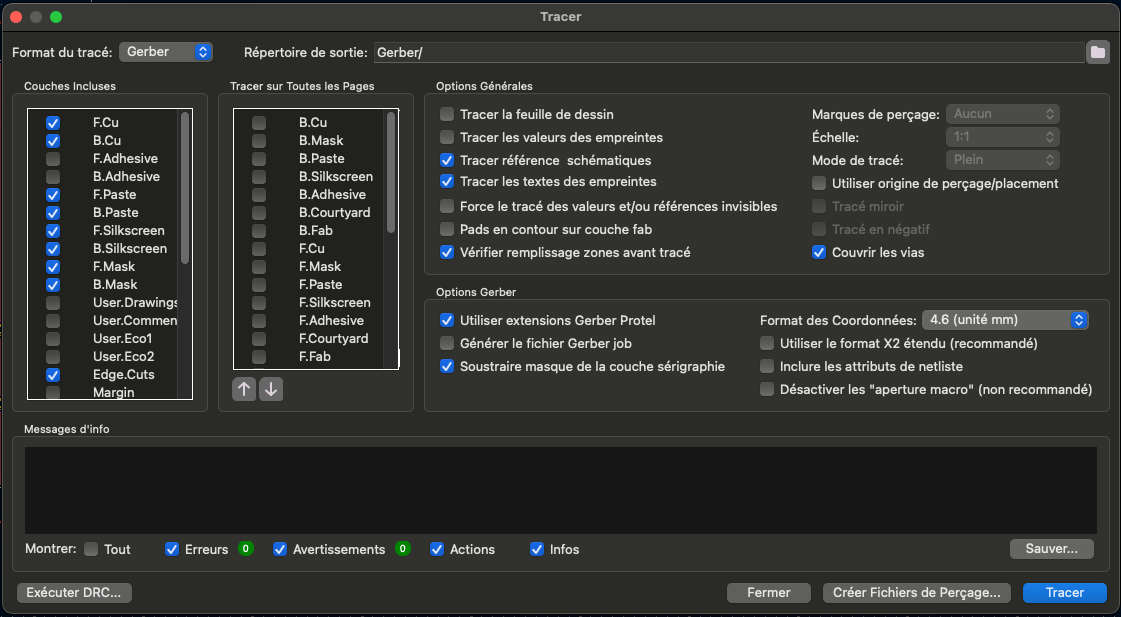 Tracer
Format du tracé: Gerber
Répertoire de sortie: Gerber/
Couches Incluses
F.Cu
B.Cu
F.Adhesive
B.Adhesive
F.Paste
B.Paste
F.Silkscreen
B.Silkscreen
F.Mask
B.Mask
User.Drawings
User.Commen
User.Eco1
User.Eco2
Edge.Cuts
Margin
Tracer sur Toutes les Pages
B.Cu
B.Mask
B.Paste
B.Silkscreen
B.Adhesive
B.Courtyard
B.Fab
F.Cu
F.Mask
F.Paste
F.Silkscreen
F.Adhesive
F.Courtyard
F.Fab
Options Générales
Tracer la feuille de dessin
Tracer les valeurs des empreintes
Tracer référence  schématiques
Tracer les textes des empreintes
Force le tracé des valeurs et/ou références invisibles
Pads en contour sur couche fab
Vérifier remplissage zones avant tracé
Marques de perçage: Aucun
Échelle: 1:1
Mode de tracé: Plein
Utiliser origine de perçage/placement
Tracé miroir
Tracé en négatif
Couvrir les vias
Options Gerber
Utiliser extensions Gerber Protel
Générer le fichier Gerber job
Soustraire masque de la couche sérigraphie
Format des Coordonnées: 4.6 (unité mm)
Utiliser le format X2 étendu (recommandé)
Inclure les attributs de netliste
Désactiver les "aperture macro" (non recommandé)
Messages d'info
Montrer: Tout Erreurs 0 Avertissements 0 Actions Infos Sauver...
Exécuter DRC... Fermer Créer Fichiers de Perçage... Tracer